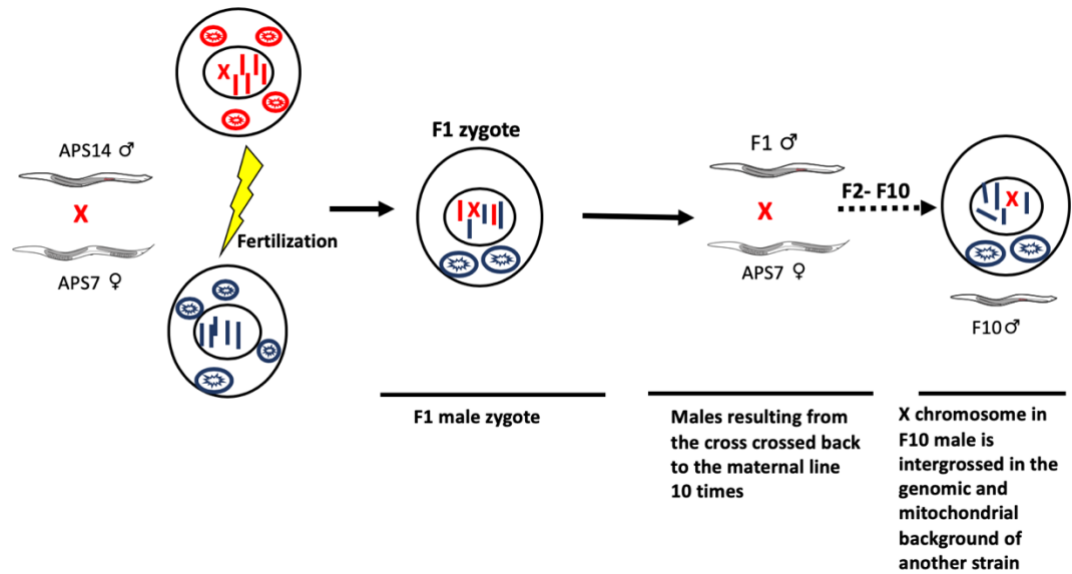 APS14 ♂
X
APS7 ♀
X
Fertilization
F1 zygote
X
F1 male zygote
F1 ♂
X
APS7 ♀
Males resulting from
the cross crossed back
to the maternal line
10 times
F2- F10
X
F10♂
X chromosome in
F10 male is
intergrossed in the
genomic and
mitochondrial
background of
another strain